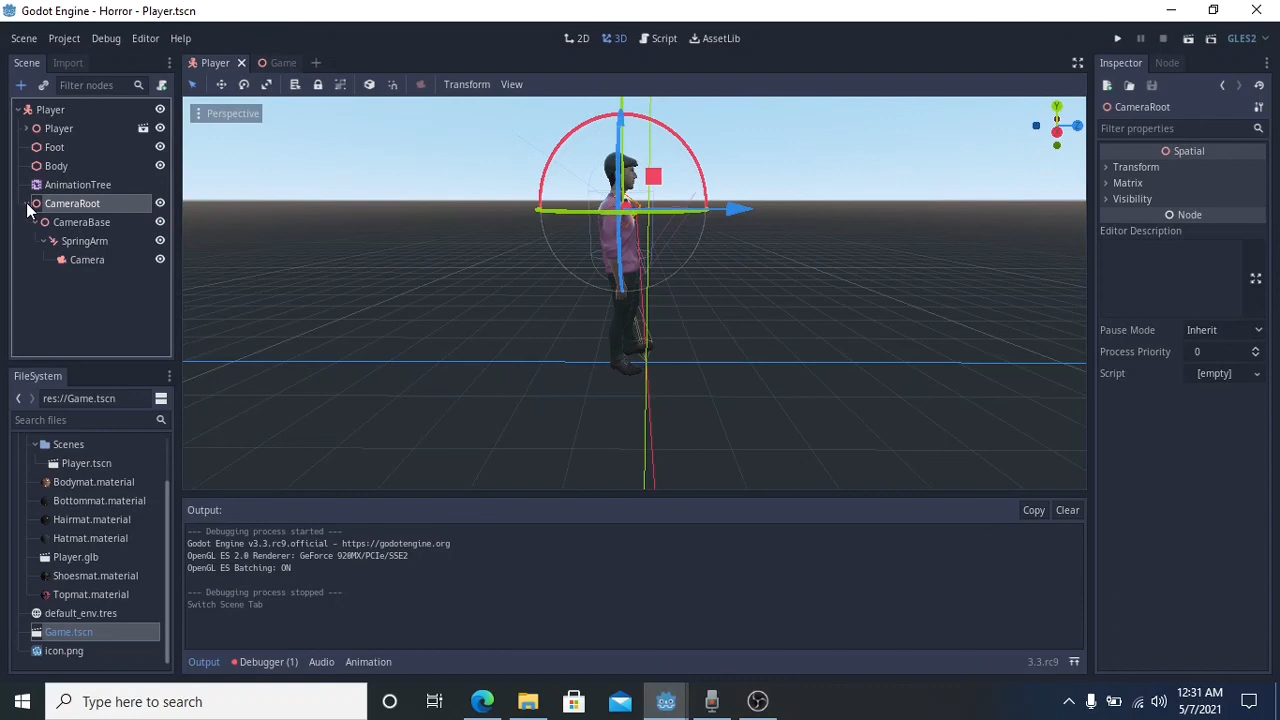 Godot Engine - Horror - Player.tscn
Scene Project Debug Editor Help
2D 3D Script AssetLib
GLES2
Scene Import
Player Game
Inspector Node
Filter nodes
Transform View
CameraRoot
Player
Player
Foot
Body
AnimationTree
CameraRoot
CameraBase
SpringArm
Camera
Perspective
Y
Z
Filter properties
Spatial
Transform
Matrix
Visibility
Node
Editor Description
Pause Mode Inherit
Process Priority 0
Script [empty]
FileSystem
res://Game.tscn
Search files
Scenes
Player.tscn
Bodymat.material
Bottommat.material
Hairmat.material
Hatmat.material
Player.glb
Shoesmat.material
Topmat.material
default_env.tres
Game.tscn
icon.png
Output:
Copy Clear
--- Debugging process started ---
Godot Engine v3.3.rc9.official - https://godotengine.org
OpenGL ES 2.0 Renderer: GeForce 920MX/PCIe/SSE2
OpenGL ES Batching: ON
--- Debugging process stopped ---
Switch Scene Tab
Output Debugger (1) Audio Animation
3.3.rc9
Type here to search
12:31 AM
5/7/2021